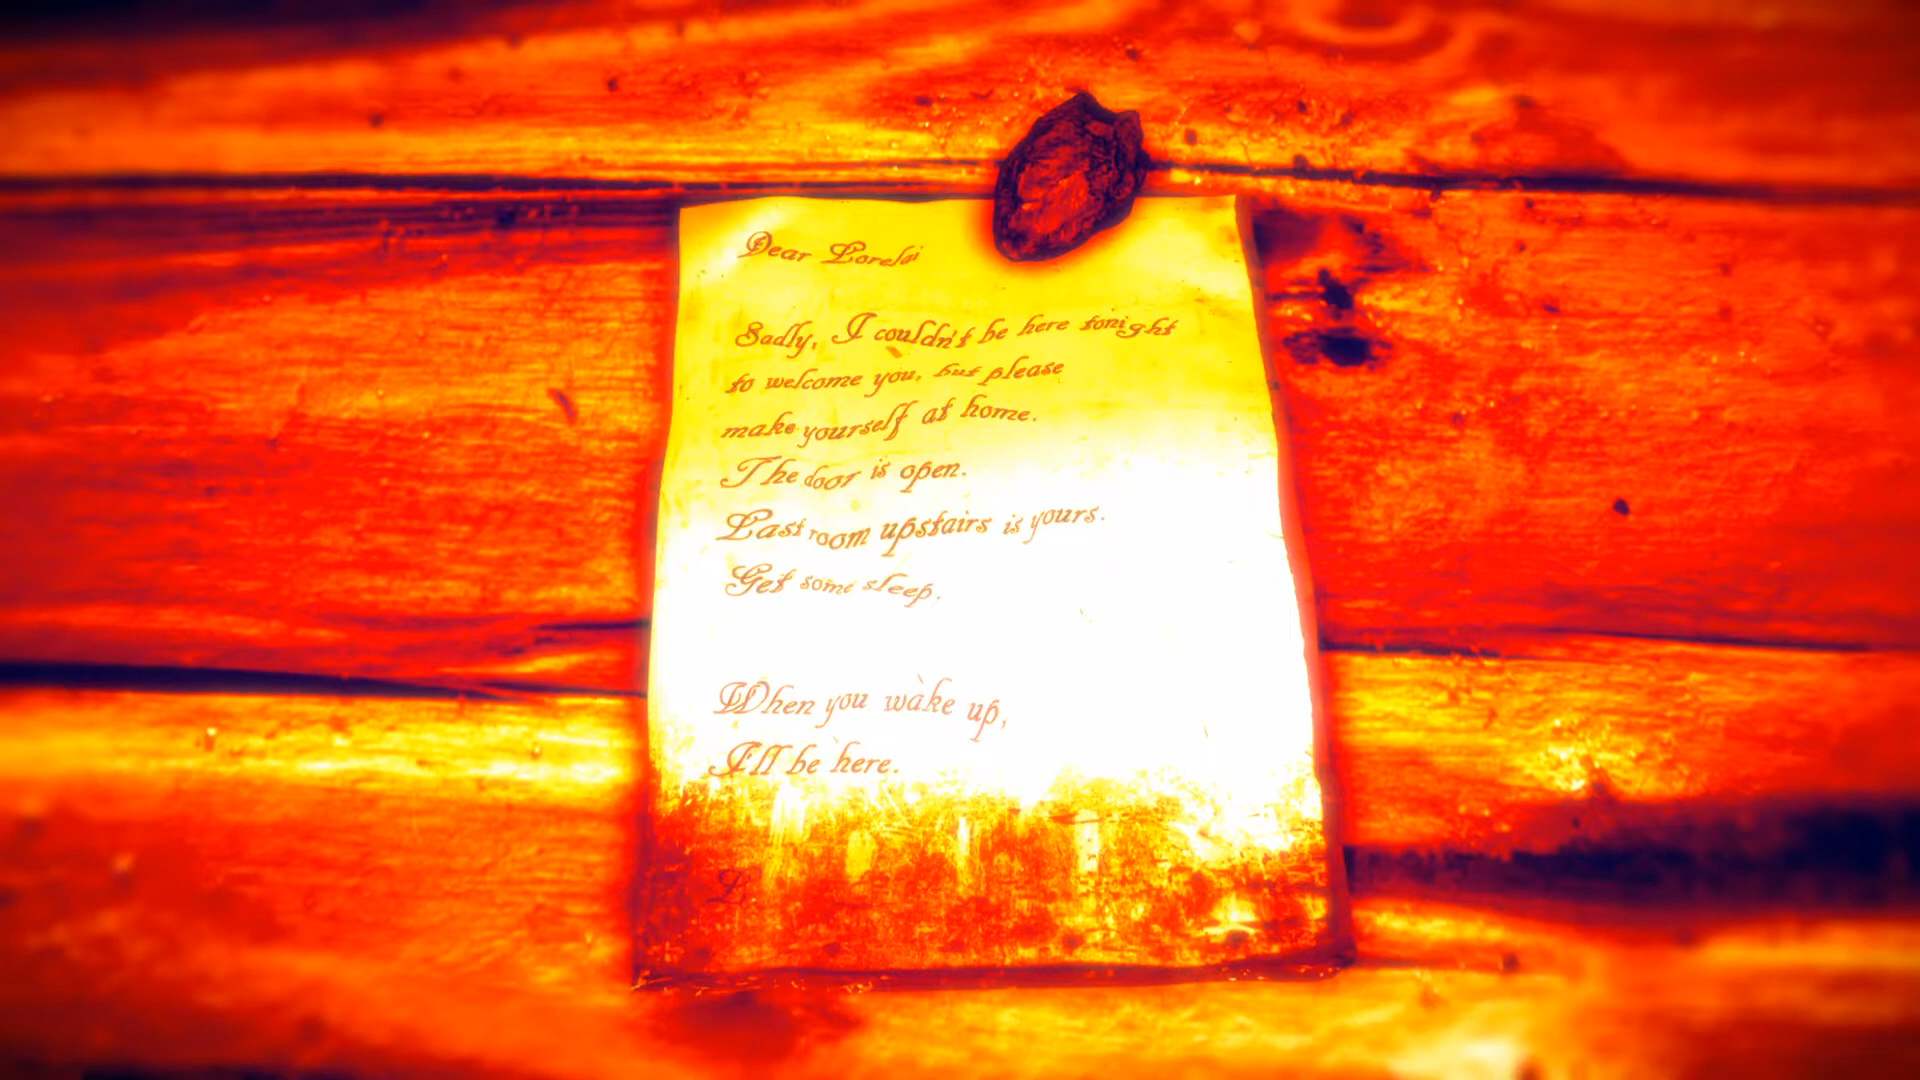 Dear Lorelai
Sadly, I couldn't be here tonight
to welcome you, but please
make yourself at home.
The door is open.
Last room upstairs is yours.
Get some sleep.
When you wake up,
I'll be here.
L